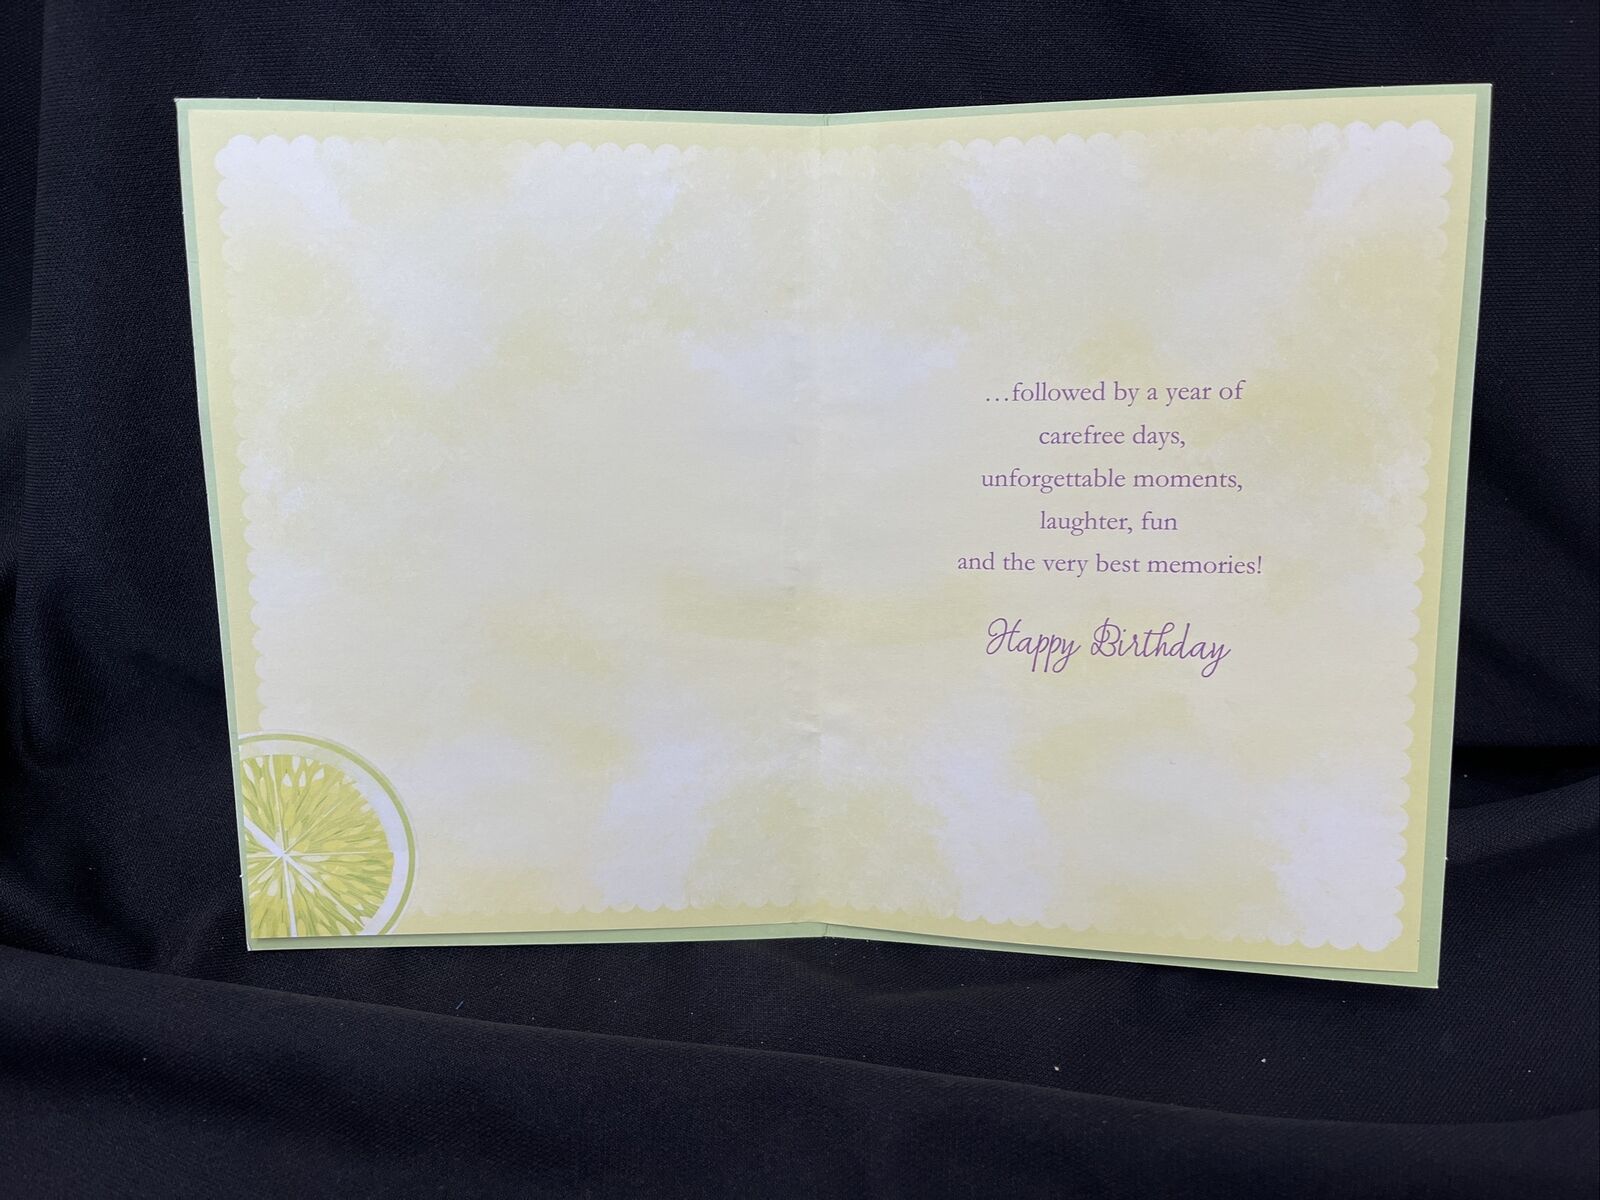 …followed by a year of
carefree days,
unforgettable moments,
laughter, fun
and the very best memories!
Happy Birthday